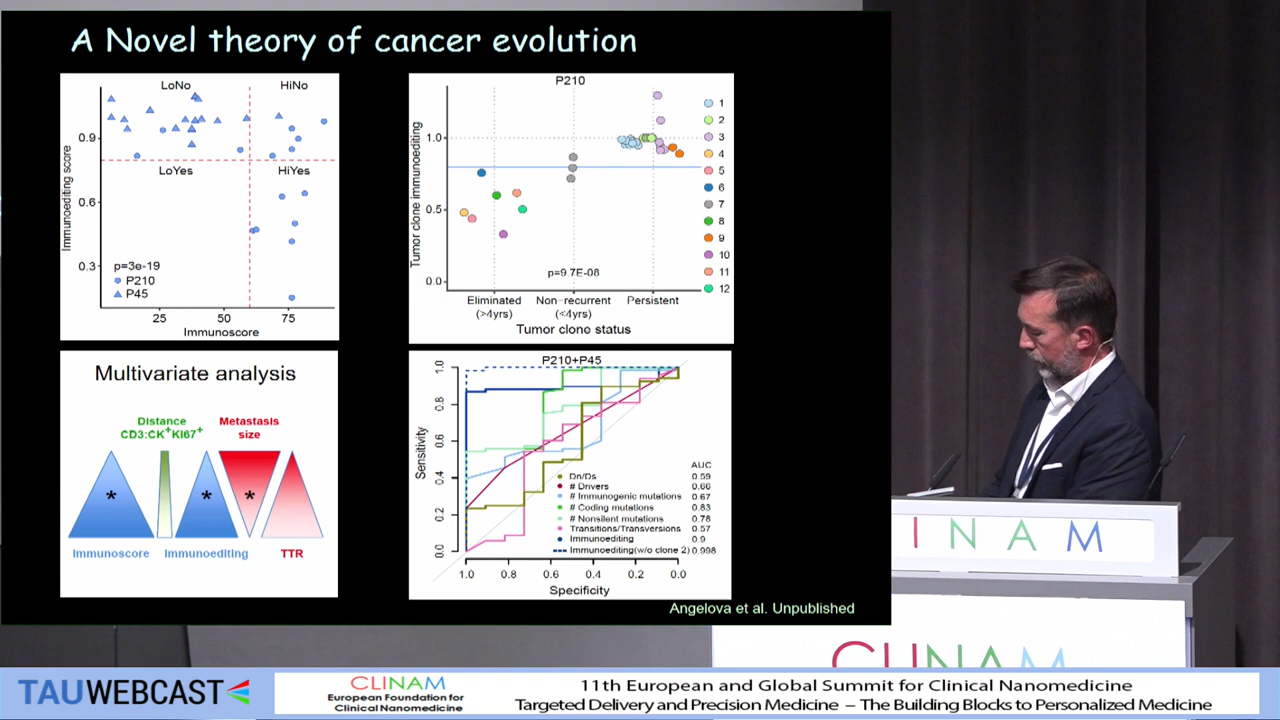 A Novel theory of cancer evolution
LoNo
HiNo
LoYes
HiYes
Immunoediting score
0.9
0.6
0.3
p=3e-19
P210
P45
25 50 75
Immunoscore
P210
Tumor clone immunoediting
1.0
0.5
0.0
p=9.7E-08
Eliminated Non-recurrent Persistent
(>4yrs) (<4yrs)
Tumor clone status
1
2
3
4
5
6
7
8
9
10
11
12
Multivariate analysis
Distance
CD3:CK+KI67+
Metastasis
size
* * *
Immunoscore Immunoediting TTR
P210+P45
Sensitivity
1.0
0.8
0.6
0.4
0.2
0.0
AUC
Dn/Ds 0.59
# Drivers 0.66
# Immunogenic mutations 0.67
# Coding mutations 0.83
# Nonsilent mutations 0.78
Transitions/Transversions 0.57
Immunoediting 0.9
Immunoediting(w/o clone 2) 0.998
1.0 0.8 0.6 0.4 0.2 0.0
Specificity
Angelova et al. Unpublished
INAM
CLINAM
TAUWEBCAST
CLINAM
European Foundation for
Clinical Nanomedicine
11th European and Global Summit for Clinical Nanomedicine
Targeted Delivery and Precision Medicine – The Building Blocks to Personalized Medicine